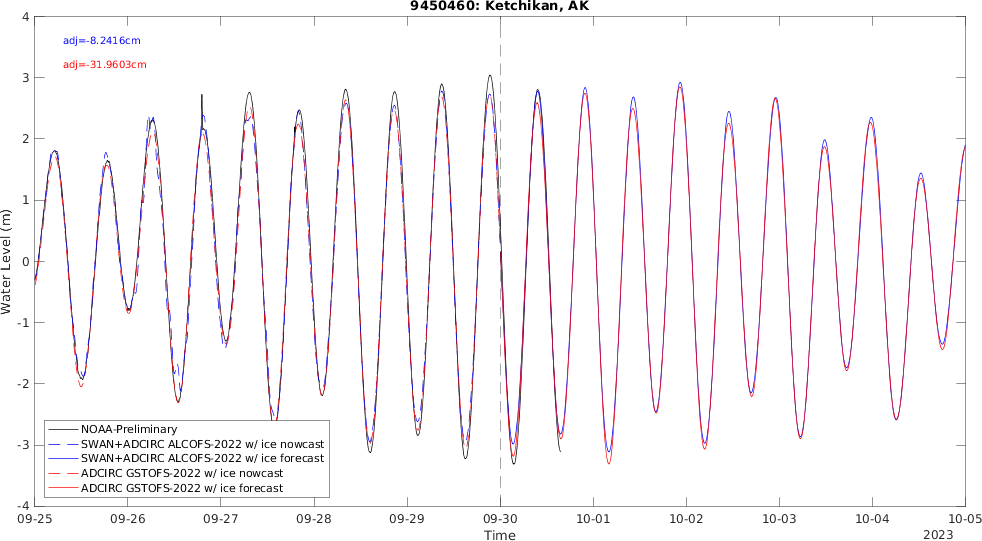 9450460: Ketchikan, AK
adj=-8.2416cm
adj=-31.9603cm
4
3
2
1
0
-1
-2
-3
-4
Water Level (m)
NOAA-Preliminary
SWAN+ADCIRC ALCOFS-2022 w/ ice nowcast
SWAN+ADCIRC ALCOFS-2022 w/ ice forecast
ADCIRC GSTOFS-2022 w/ ice nowcast
ADCIRC GSTOFS-2022 w/ ice forecast
09-25 09-26 09-27 09-28 09-29 09-30 10-01 10-02 10-03 10-04 10-05
Time
2023